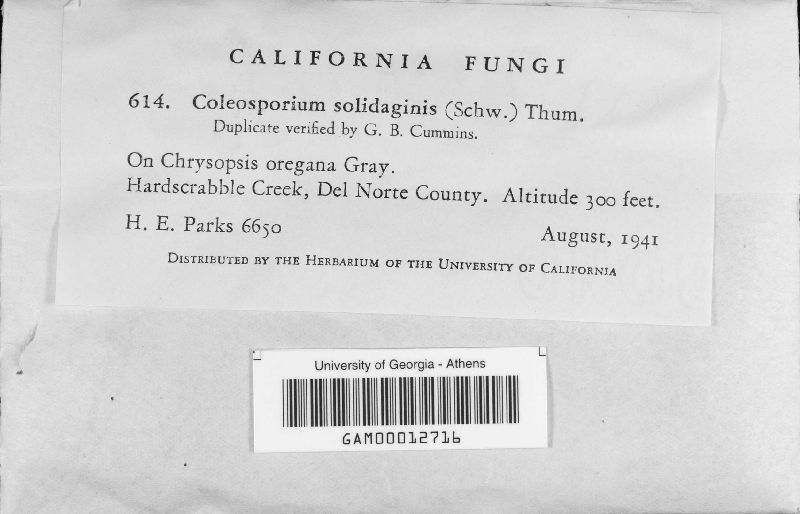 CALIFORNIA FUNGI
614. Coleosporium solidaginis (Schw.) Thum.
Duplicate verified by G. B. Cummins.
On Chrysopsis oregana Gray.
Hardscrabble Creek, Del Norte County. Altitude 300 feet.
H. E. Parks 6650 August, 1941
Distributed by the Herbarium of the University of California
University of Georgia - Athens
GAM00012716